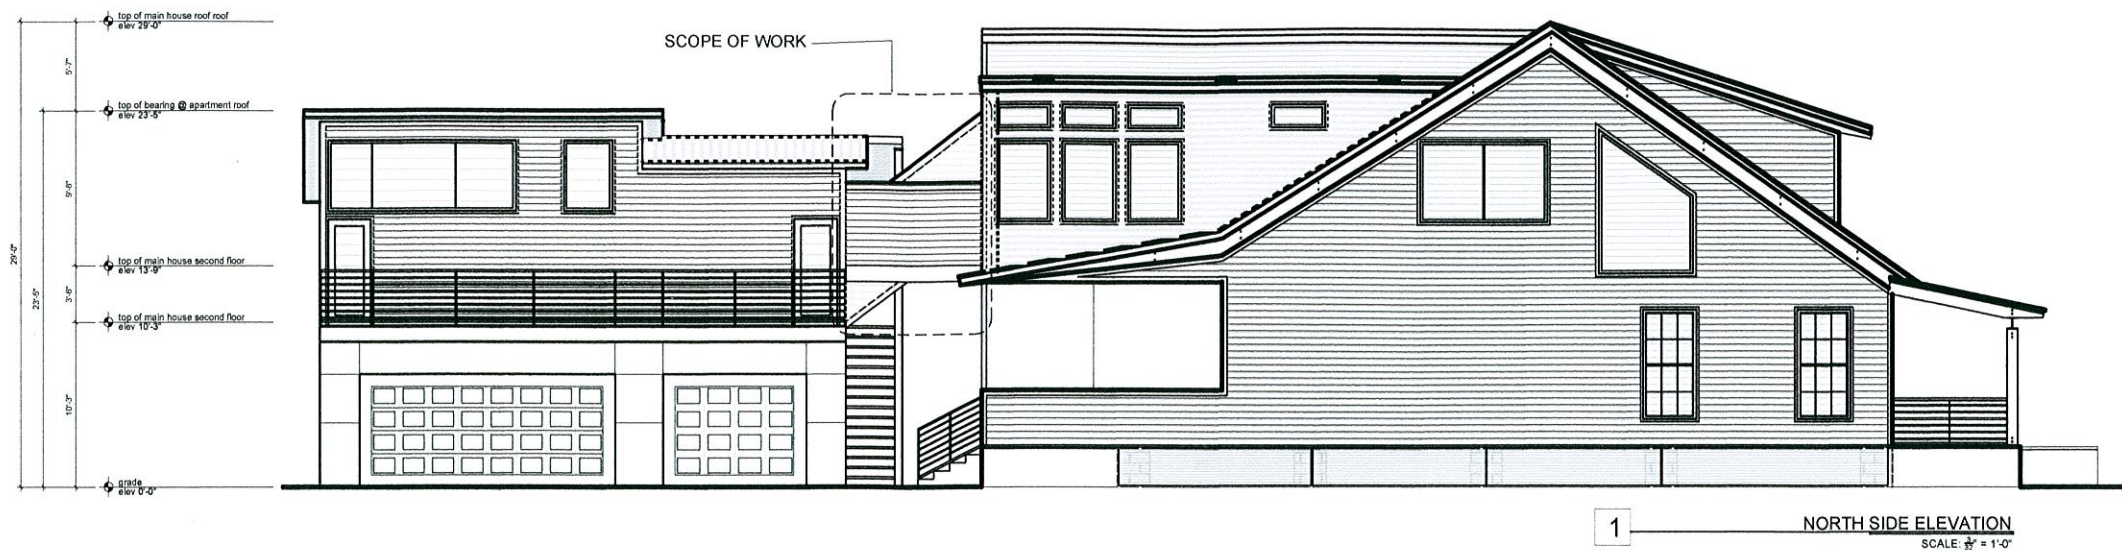 top of main house roof roof
elev 29'-0"
SCOPE OF WORK
5'-7"
top of bearing @ apartment roof
elev 23'-5"
9'-8"
29'-0"
23'-5"
top of main house second floor
elev 13'-9"
3'-6"
top of main house second floor
elev 10'-3"
10'-3"
grade
elev 0'-0"
1
NORTH SIDE ELEVATION
SCALE: 3/32" = 1'-0"